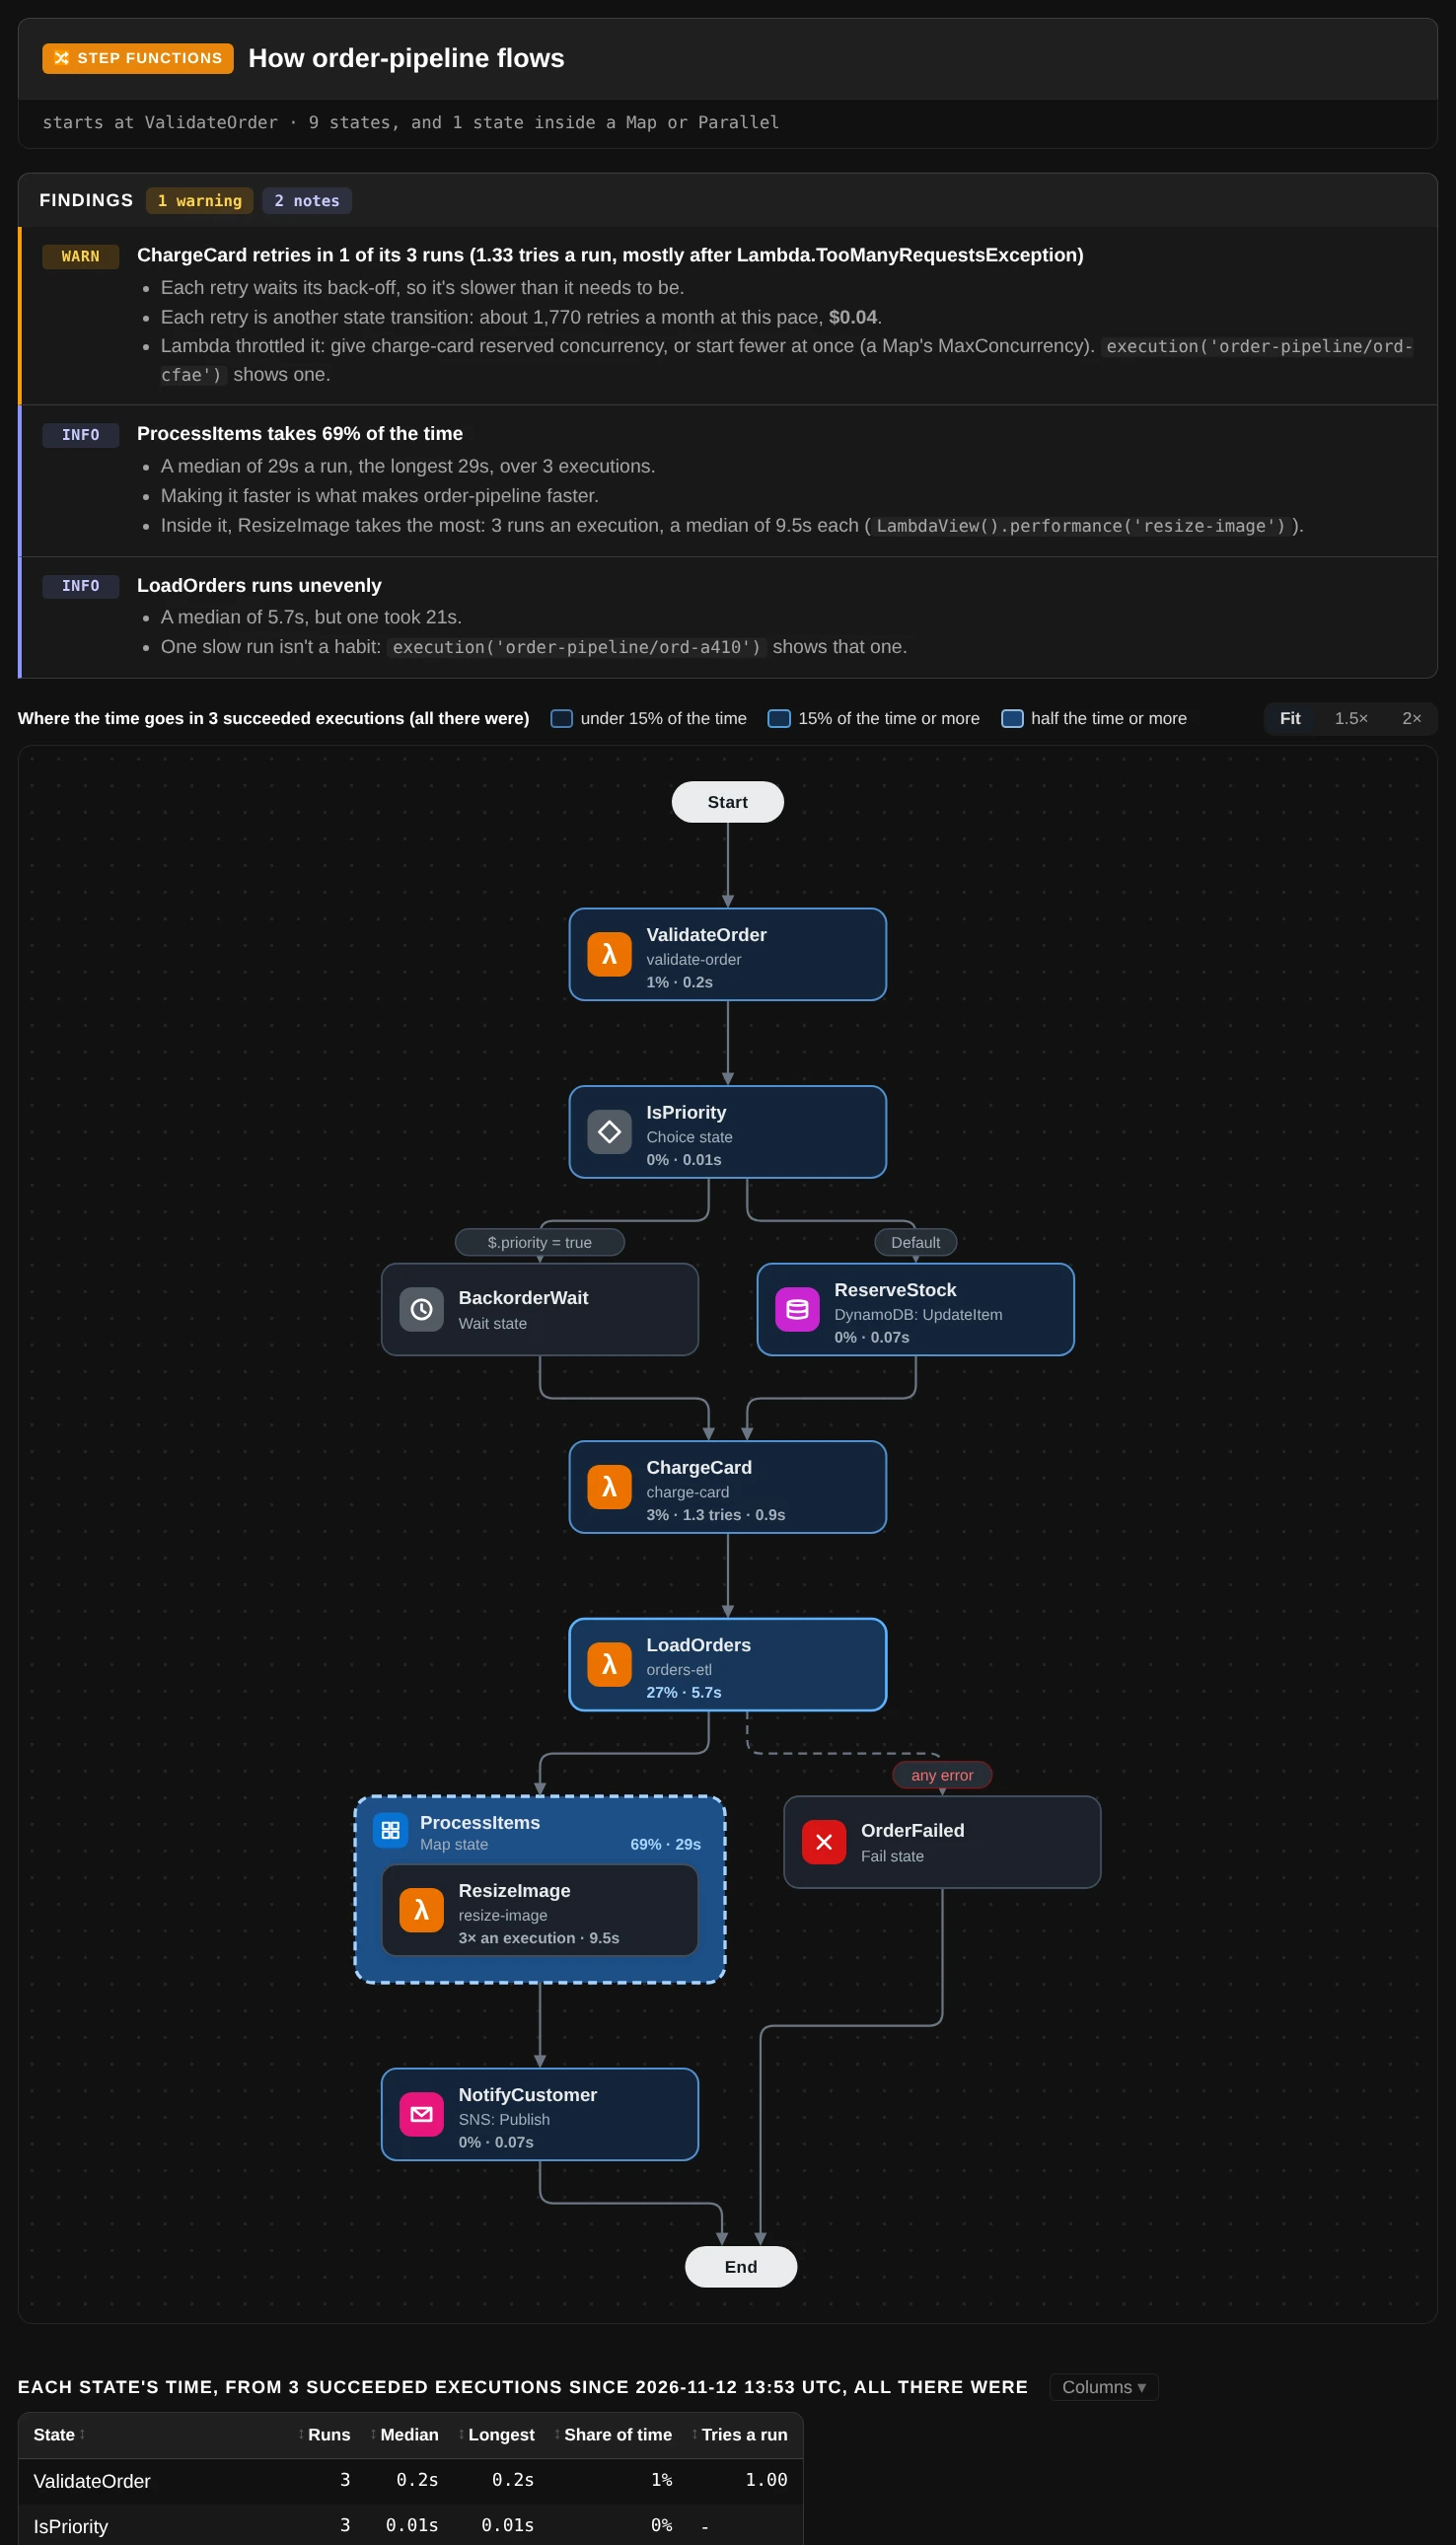 STEP FUNCTIONS How order-pipeline flows
starts at ValidateOrder · 9 states, and 1 state inside a Map or Parallel
FINDINGS 1 warning 2 notes
WARN ChargeCard retries in 1 of its 3 runs (1.33 tries a run, mostly after Lambda.TooManyRequestsException)
• Each retry waits its back-off, so it's slower than it needs to be.
• Each retry is another state transition: about 1,770 retries a month at this pace, $0.04.
• Lambda throttled it: give charge-card reserved concurrency, or start fewer at once (a Map's MaxConcurrency). execution('order-pipeline/ord-
cfae') shows one.
INFO ProcessItems takes 69% of the time
• A median of 29s a run, the longest 29s, over 3 executions.
• Making it faster is what makes order-pipeline faster.
• Inside it, ResizeImage takes the most: 3 runs an execution, a median of 9.5s each (LambdaView().performance('resize-image')).
INFO LoadOrders runs unevenly
• A median of 5.7s, but one took 21s.
• One slow run isn't a habit: execution('order-pipeline/ord-a410') shows that one.
Where the time goes in 3 succeeded executions (all there were) under 15% of the time 15% of the time or more half the time or more Fit 1.5× 2×
Start
λ
ValidateOrder
validate-order
1% · 0.2s
IsPriority
Choice state
0% · 0.01s
$.priority = true
Default
BackorderWait
Wait state
ReserveStock
DynamoDB: UpdateItem
0% · 0.07s
λ
ChargeCard
charge-card
3% · 1.3 tries · 0.9s
λ
LoadOrders
orders-etl
27% · 5.7s
any error
ProcessItems
Map state 69% · 29s
λ
ResizeImage
resize-image
3× an execution · 9.5s
OrderFailed
Fail state
NotifyCustomer
SNS: Publish
0% · 0.07s
End
EACH STATE'S TIME, FROM 3 SUCCEEDED EXECUTIONS SINCE 2026-11-12 13:53 UTC, ALL THERE WERE Columns ▾
State↕ ↕Runs ↕Median ↕Longest ↕Share of time ↕Tries a run
ValidateOrder 3 0.2s 0.2s 1% 1.00
IsPriority 3 0.01s 0.01s 0% -